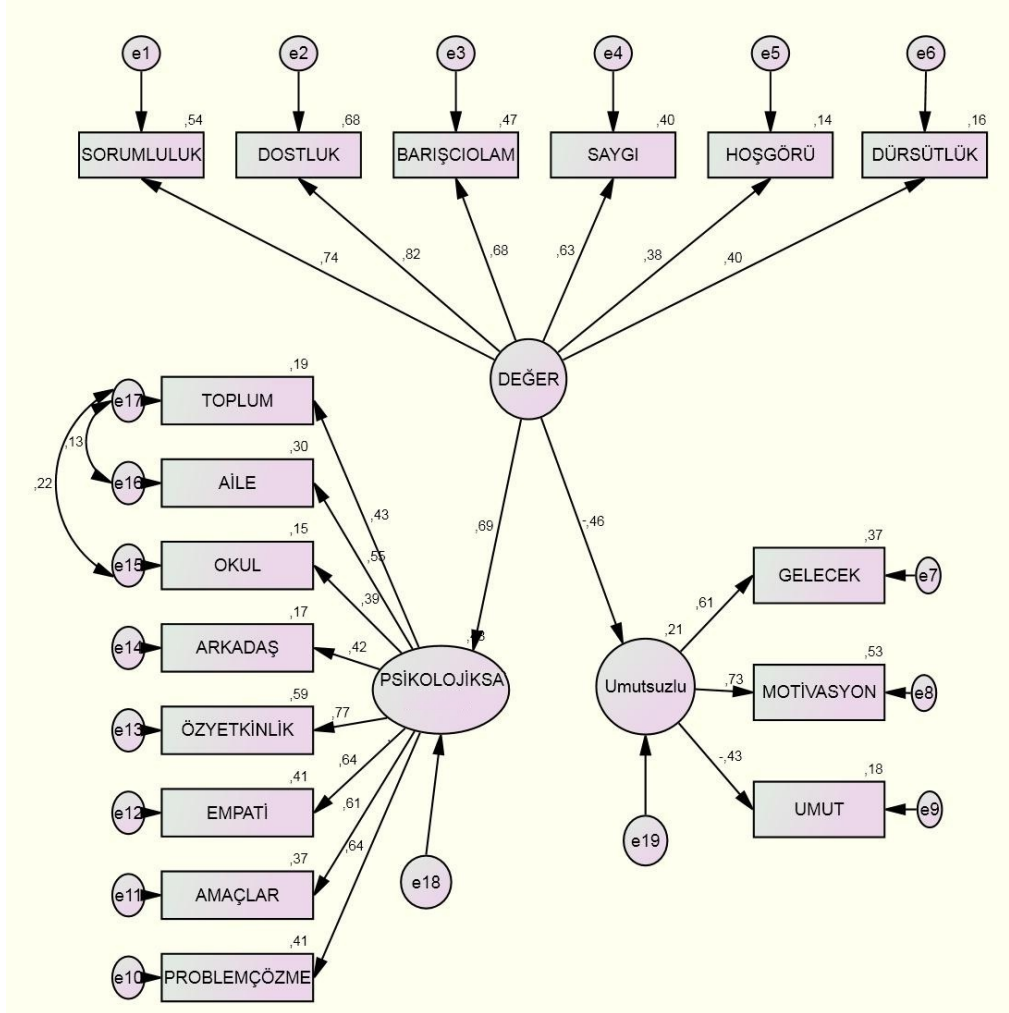 e1 e2 e3 e4 e5 e6
,54 ,68 ,47 ,40 ,14 ,16
SORUMLULUK DOSTLUK BARIŞCIOLAM SAYGI HOŞGÖRÜ DÜRSÜTLÜK
,74 ,82 ,68 ,63 ,38 ,40
DEĞER
,19
e17 TOPLUM
,13
,30
e16 AİLE
,22
,43
,15
e15 OKUL
,55
,39
,69
-,46
,37
GELECEK e7
,61
,17
e14 ARKADAŞ
,42
PSİKOLOJİKSA
,21
Umutsuzlu
,73
,53
MOTİVASYON e8
,59
e13 ÖZYETKİNLİK
,77
-,43
,18
UMUT e9
,41
e12 EMPATİ
,64
,61
,64
e19
,37
e11 AMAÇLAR
e18
,41
e10 PROBLEMÇÖZME